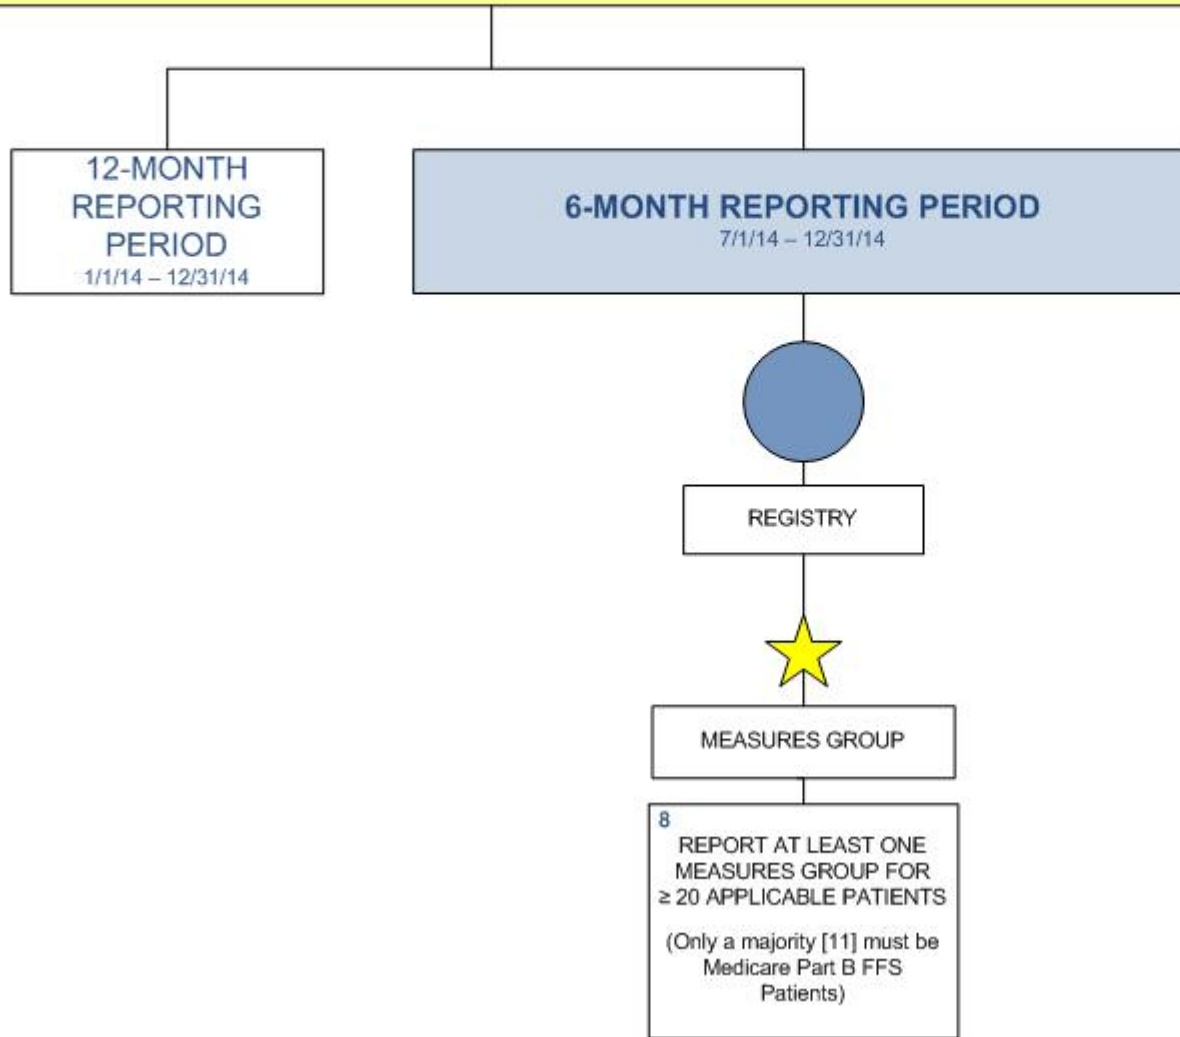 12-MONTH
REPORTING
PERIOD
1/1/14 – 12/31/14
6-MONTH REPORTING PERIOD
7/1/14 – 12/31/14
REGISTRY
MEASURES GROUP
8
REPORT AT LEAST ONE
MEASURES GROUP FOR
≥ 20 APPLICABLE PATIENTS
(Only a majority [11] must be
Medicare Part B FFS
Patients)